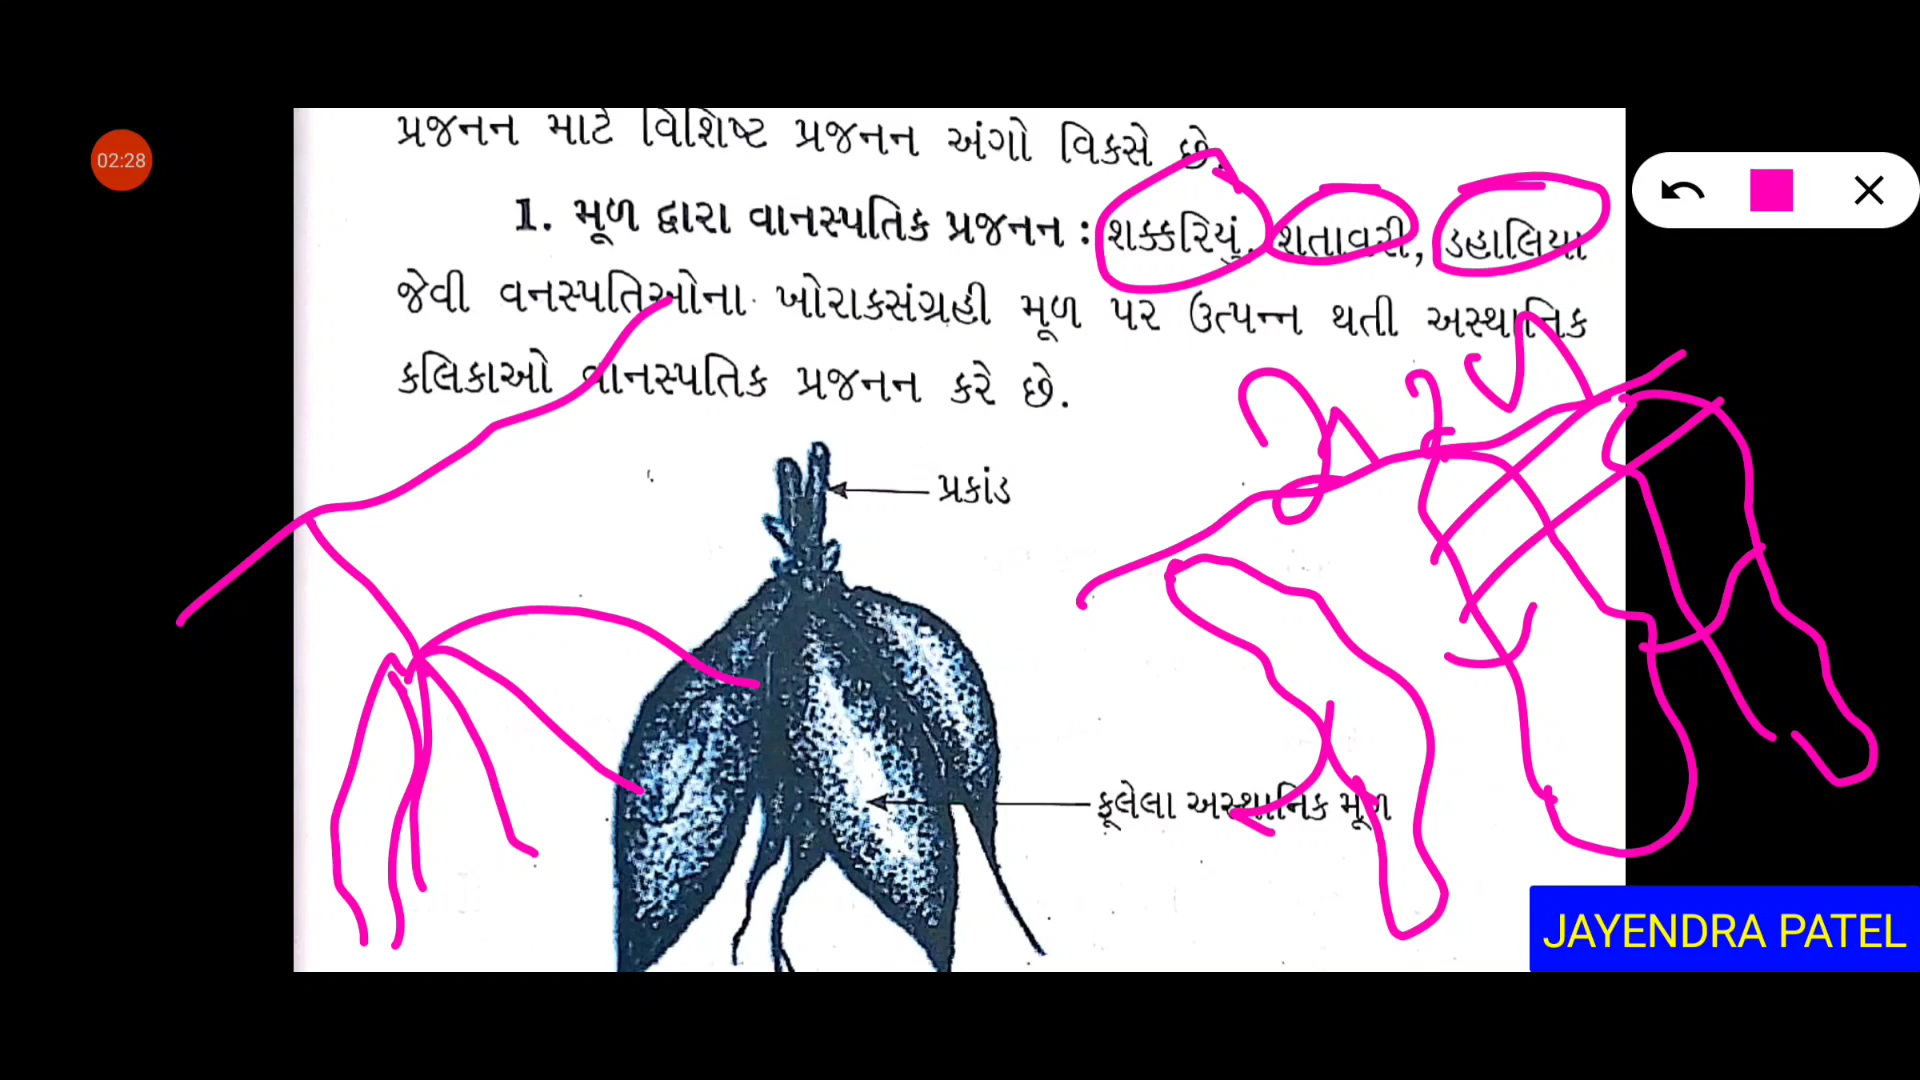 02:28
પ્રજનન માટે વિશિષ્ટ પ્રજનન અંગો વિકસે છે.
1. મૂળ દ્વારા વાનસ્પતિક પ્રજનન : શક્કરિયું, શતાવરી, ડહાલિયા
જેવી વનસ્પતિઓના ખોરાકસંગ્રહી મૂળ પર ઉત્પન્ન થતી અસ્થાનિક
કલિકાઓ વાનસ્પતિક પ્રજનન કરે છે.
પ્રકાંડ
ફૂલેલા અસ્થાનિક મૂળ
JAYENDRA PATEL